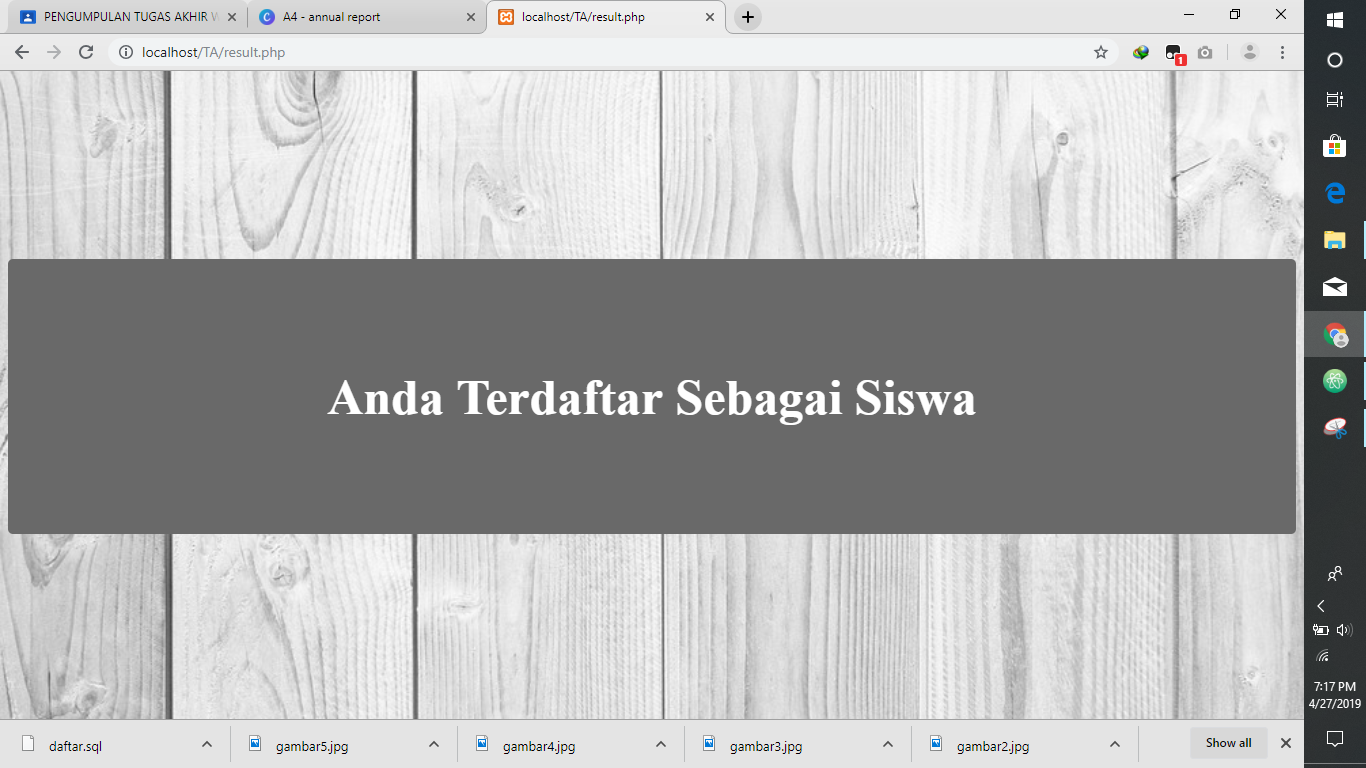 PENGUMPULAN TUGAS AKHIR W
A4 - annual report
localhost/TA/result.php
localhost/TA/result.php
1
Anda Terdaftar Sebagai Siswa
7:17 PM
4/27/2019
daftar.sql
gambar5.jpg
gambar4.jpg
gambar3.jpg
gambar2.jpg
Show all